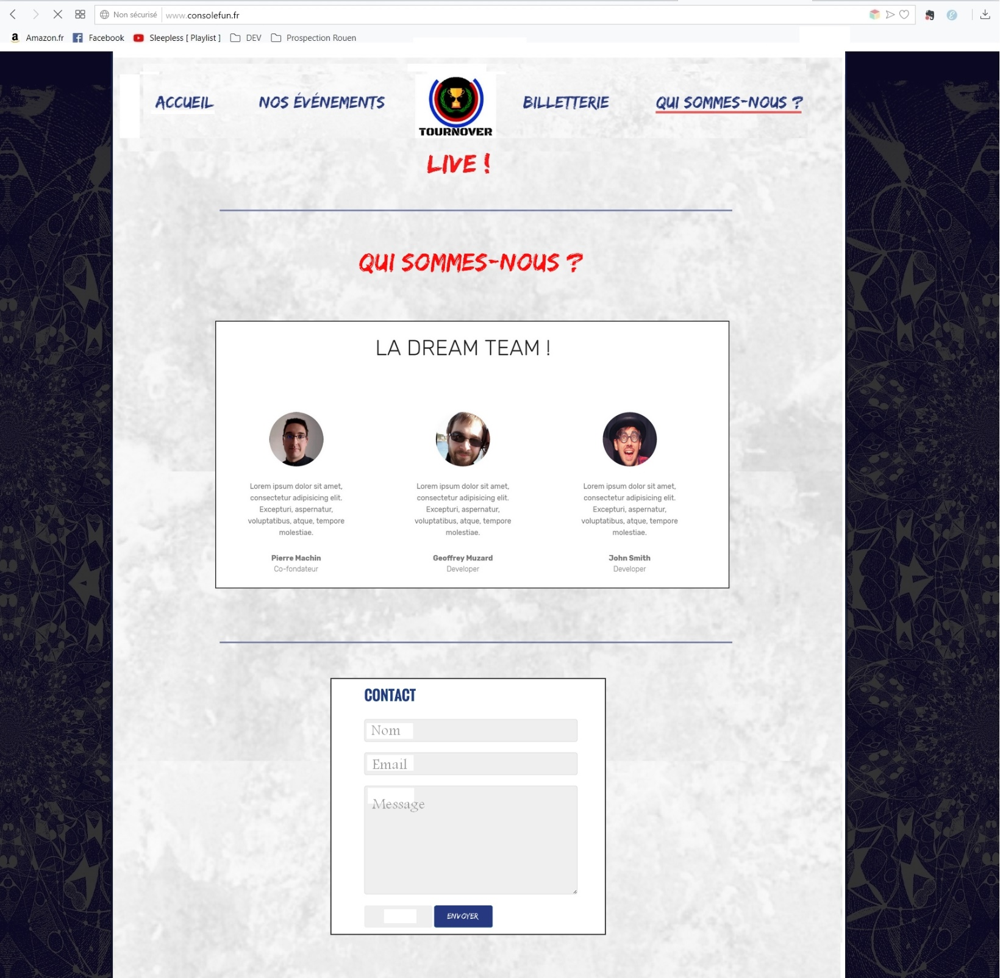 Non sécurisé www.consolefun.fr
Amazon.fr Facebook Sleepless [ Playlist ] DEV Prospection Rouen
ACCUEIL NOS ÉVÉNEMENTS BILLETTERIE QUI SOMMES-NOUS ?
TOURNOVER
LIVE !
QUI SOMMES-NOUS ?
LA DREAM TEAM !
Lorem ipsum dolor sit amet,
consectetur adipisicing elit.
Excepturi, aspernatur,
voluptatibus, atque, tempore
molestiae.
Pierre Machin
Co-fondateur
Lorem ipsum dolor sit amet,
consectetur adipisicing elit.
Excepturi, aspernatur,
voluptatibus, atque, tempore
molestiae.
Geoffrey Muzard
Developer
Lorem ipsum dolor sit amet,
consectetur adipisicing elit.
Excepturi, aspernatur,
voluptatibus, atque, tempore
molestiae.
John Smith
Developer
CONTACT
Nom
Email
Message
ENVOYER